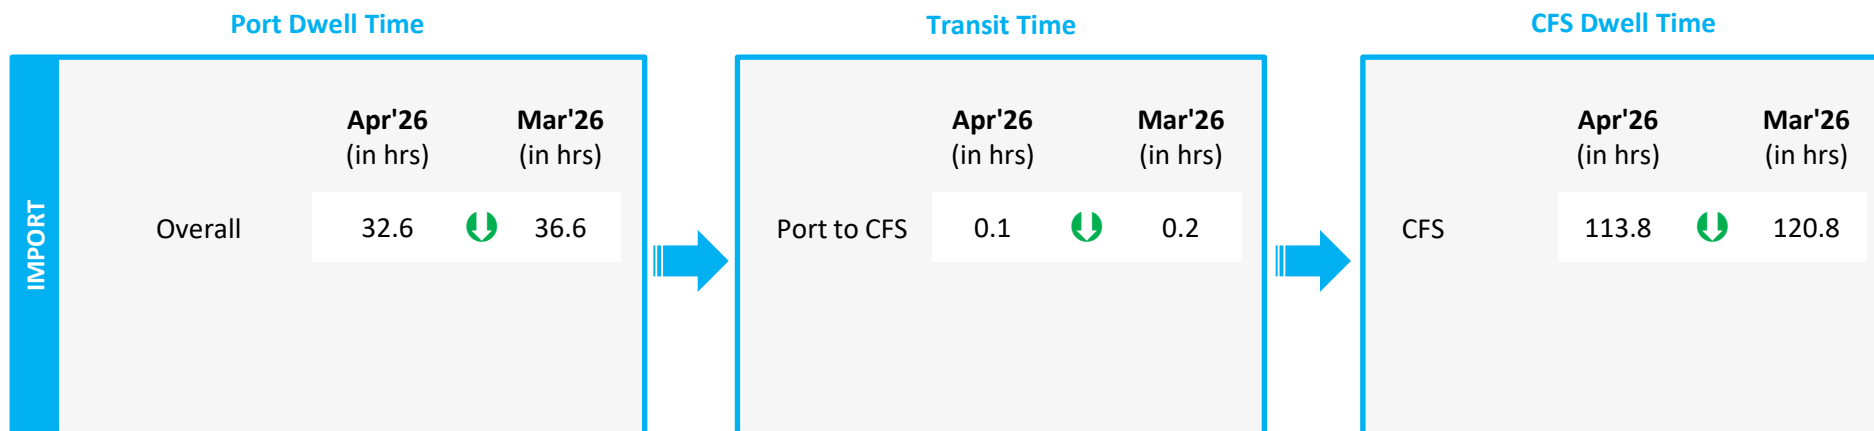 Port Dwell Time
Transit Time
CFS Dwell Time
IMPORT
Apr'26 Mar'26
(in hrs) (in hrs)
Overall 32.6 36.6
Apr'26 Mar'26
(in hrs) (in hrs)
Port to CFS 0.1 0.2
Apr'26 Mar'26
(in hrs) (in hrs)
CFS 113.8 120.8